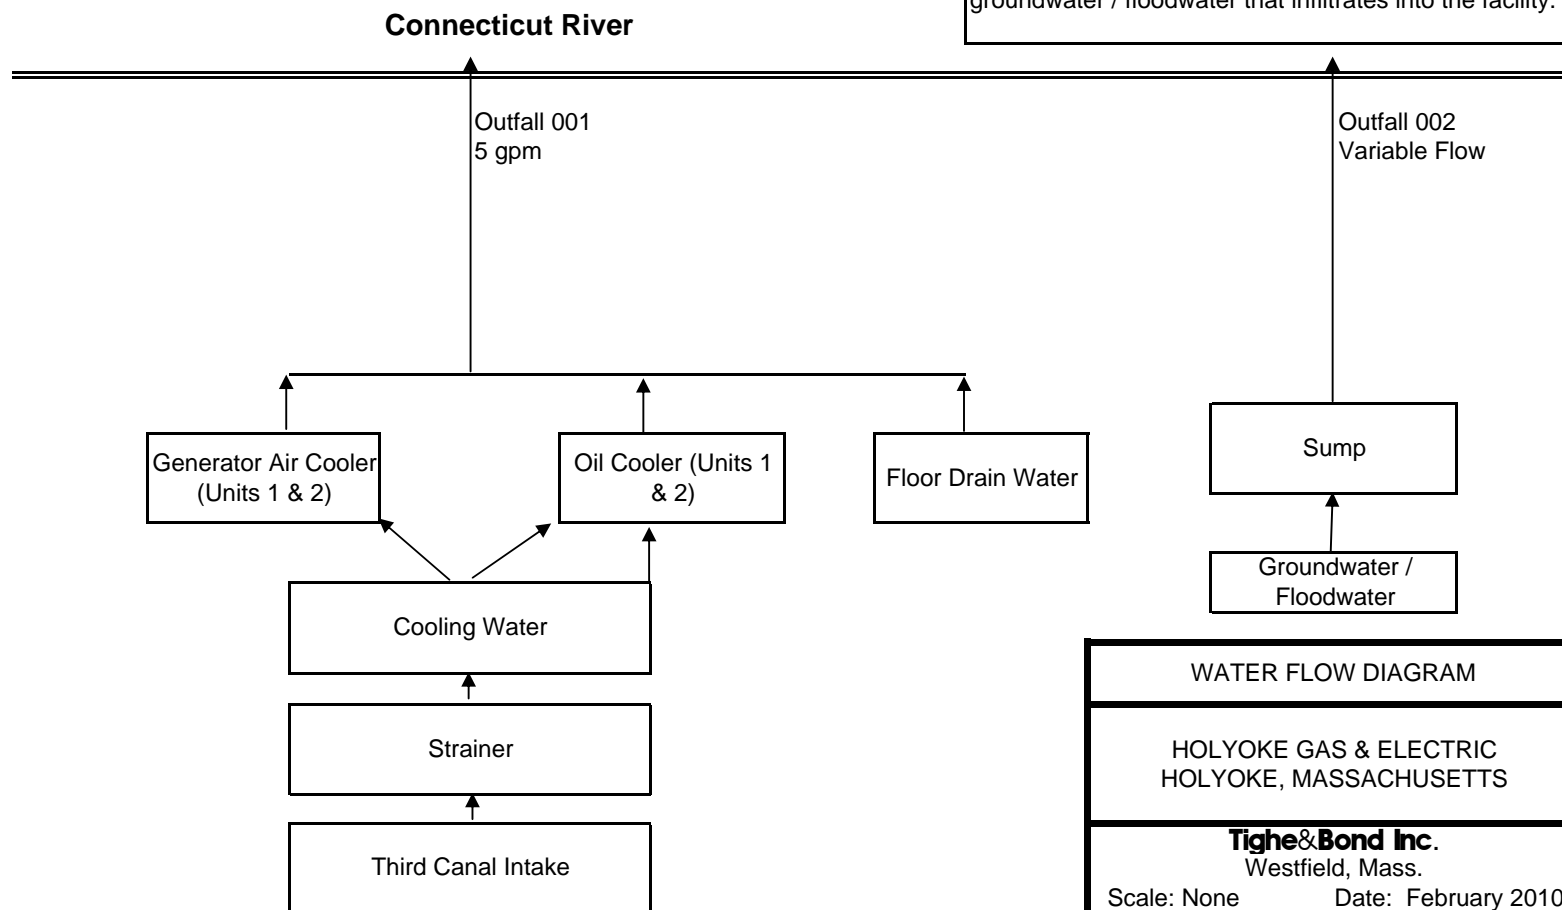 groundwater / floodwater that infiltrates into the facility.
Connecticut River
Outfall 001
5 gpm
Outfall 002
Variable Flow
Generator Air Cooler
(Units 1 & 2)
Oil Cooler (Units 1
& 2)
Floor Drain Water
Sump
Groundwater /
Floodwater
Cooling Water
Strainer
Third Canal Intake
WATER FLOW DIAGRAM
HOLYOKE GAS & ELECTRIC
HOLYOKE, MASSACHUSETTS
Tighe&Bond Inc.
Westfield, Mass.
Scale: None Date: February 2010